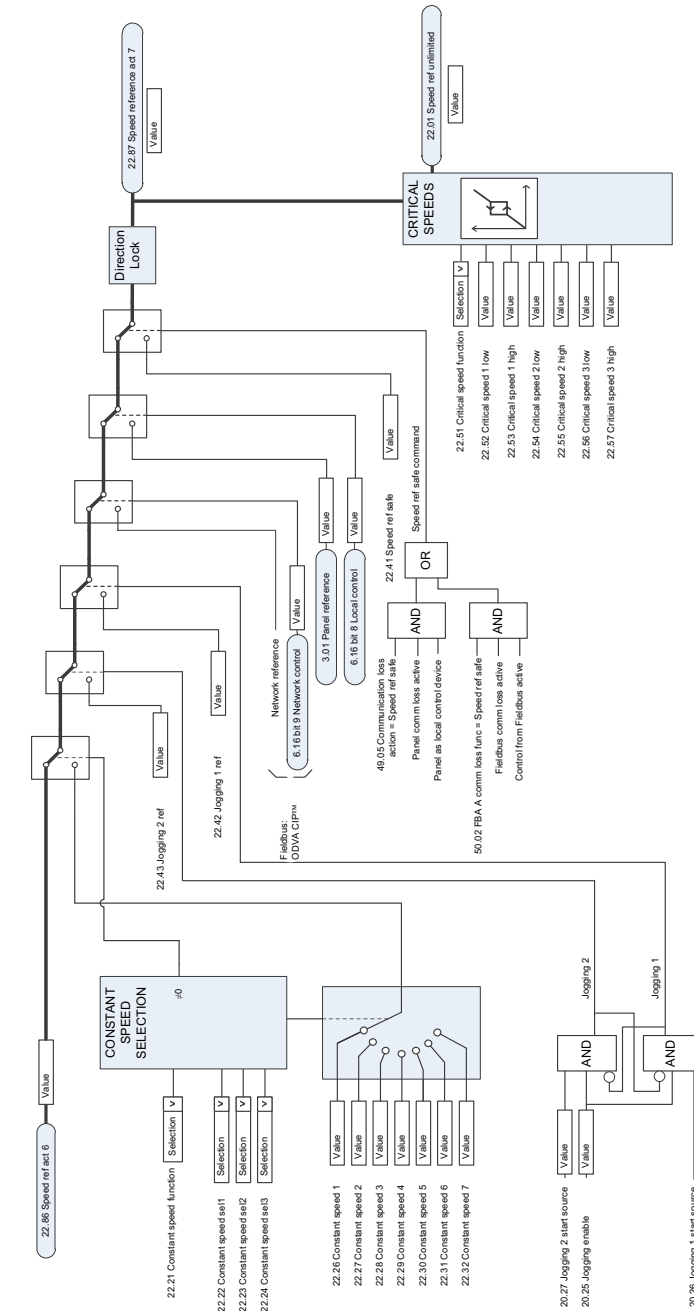 22.86 Speed ref act 6
Value
22.21 Constant speed function
Selection
v
22.22 Constant speed sel1
Selection
v
22.23 Constant speed sel2
Selection
v
22.24 Constant speed sel3
Selection
v
CONSTANT
SPEED
SELECTION
≠0
22.26 Constant speed 1
Value
22.27 Constant speed 2
Value
22.28 Constant speed 3
Value
22.29 Constant speed 4
Value
22.30 Constant speed 5
Value
22.31 Constant speed 6
Value
22.32 Constant speed 7
Value
20.27 Jogging 2 start source
Value
20.25 Jogging enable
Value
20.26 Jogging 1 start source
AND
AND
Jogging 2
Jogging 1
22.43 Jogging 2 ref
Value
22.42 Jogging 1 ref
Value
Fieldbus:
ODVA CIP™
Network reference
6.16 bit 9 Network control
Value
3.01 Panel reference
Value
6.16 bit 8 Local control
Value
22.41 Speed ref safe
Value
49.05 Communication loss
action = Speed ref safe
Panel comm loss active
Panel as local control device
AND
50.02 FBA A comm loss func = Speed ref safe
Fieldbus comm loss active
Control from Fieldbus active
AND
OR
Speed ref safe command
Direction
Lock
22.87 Speed reference act 7
Value
22.51 Critical speed function
Selection
v
22.52 Critical speed 1 low
Value
22.53 Critical speed 1 high
Value
22.54 Critical speed 2 low
Value
22.55 Critical speed 2 high
Value
22.56 Critical speed 3 low
Value
22.57 Critical speed 3 high
Value
CRITICAL
SPEEDS
22.01 Speed ref unlimited
Value